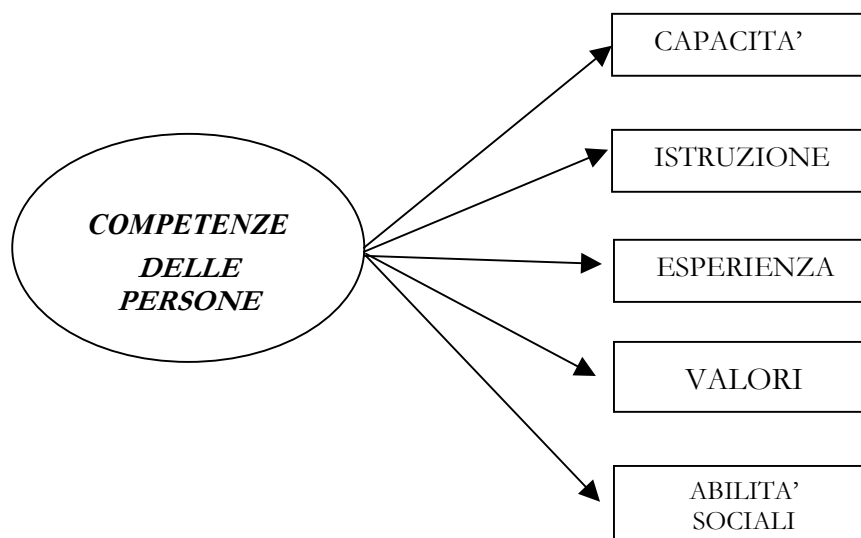 COMPETENZE
DELLE
PERSONE
CAPACITA’
ISTRUZIONE
ESPERIENZA
VALORI
ABILITA’
SOCIALI